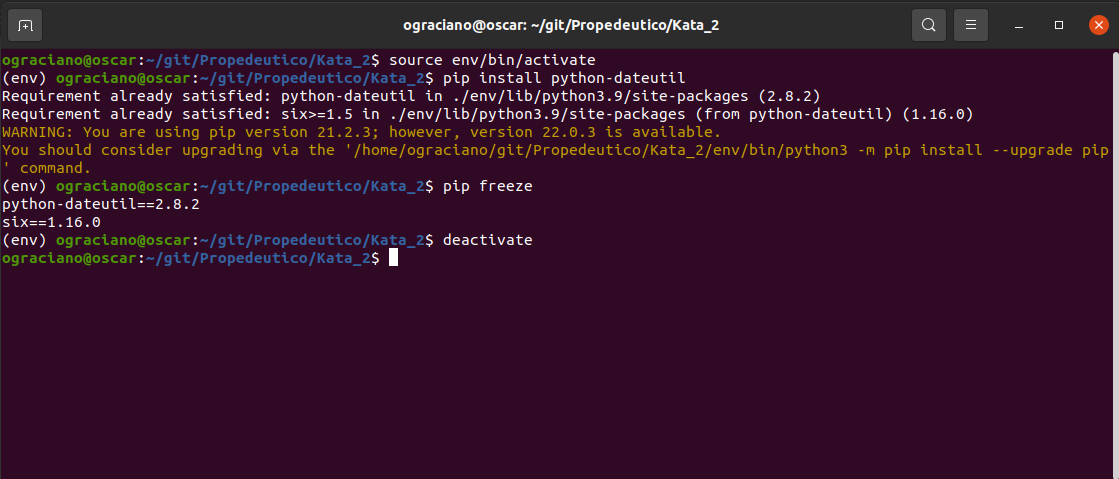 ograciano@oscar: ~/git/Propedeutico/Kata_2
ograciano@oscar:~/git/Propedeutico/Kata_2$ source env/bin/activate
(env) ograciano@oscar:~/git/Propedeutico/Kata_2$ pip install python-dateutil
Requirement already satisfied: python-dateutil in ./env/lib/python3.9/site-packages (2.8.2)
Requirement already satisfied: six>=1.5 in ./env/lib/python3.9/site-packages (from python-dateutil) (1.16.0)
WARNING: You are using pip version 21.2.3; however, version 22.0.3 is available.
You should consider upgrading via the '/home/ograciano/git/Propedeutico/Kata_2/env/bin/python3 -m pip install --upgrade pip
' command.
(env) ograciano@oscar:~/git/Propedeutico/Kata_2$ pip freeze
python-dateutil==2.8.2
six==1.16.0
(env) ograciano@oscar:~/git/Propedeutico/Kata_2$ deactivate
ograciano@oscar:~/git/Propedeutico/Kata_2$